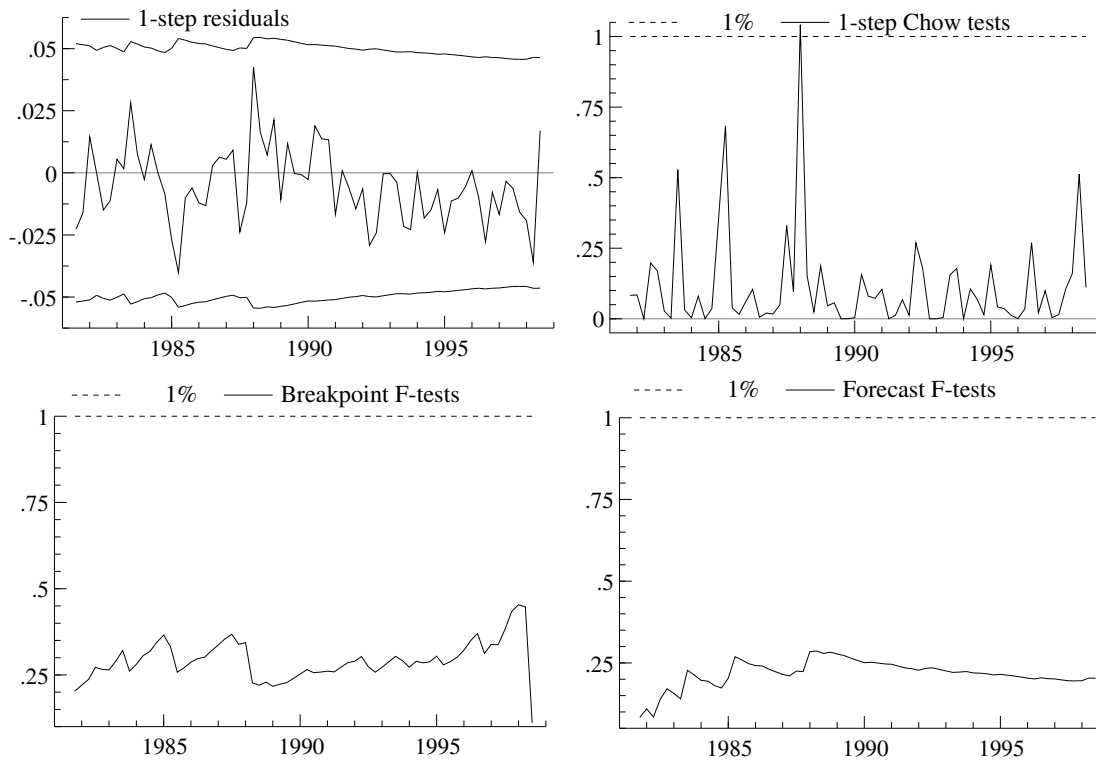 1-step residuals
.05
.025
0
-.025
-.05
1985 1990 1995
1% 1-step Chow tests
1
.75
.5
.25
0
1985 1990 1995
1% Breakpoint F-tests
1
.75
.5
.25
1985 1990 1995
1% Forecast F-tests
1
.75
.5
.25
1985 1990 1995